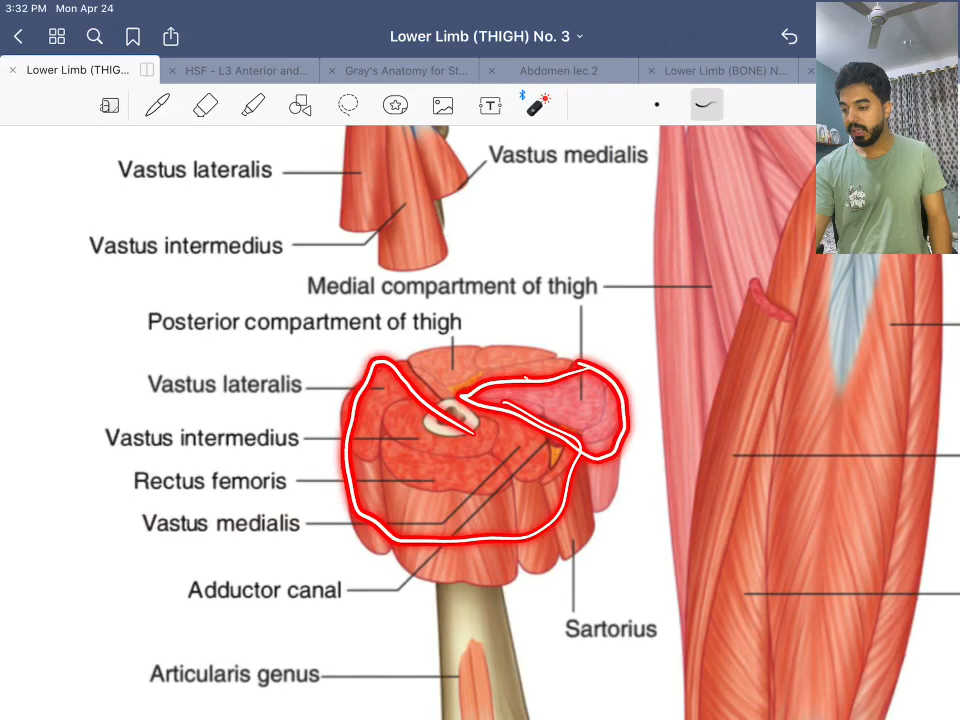 3:32 PM Mon Apr 24
Lower Limb (THIGH) No. 3
Lower Limb (THIG...
HSF - L3 Anterior and...
Gray's Anatomy for St...
Abdomen lec.2
Lower Limb (BONE) N...
T
Vastus lateralis
Vastus medialis
Vastus intermedius
Medial compartment of thigh
Posterior compartment of thigh
Vastus lateralis
Vastus intermedius
Rectus femoris
Vastus medialis
Adductor canal
Sartorius
Articularis genus